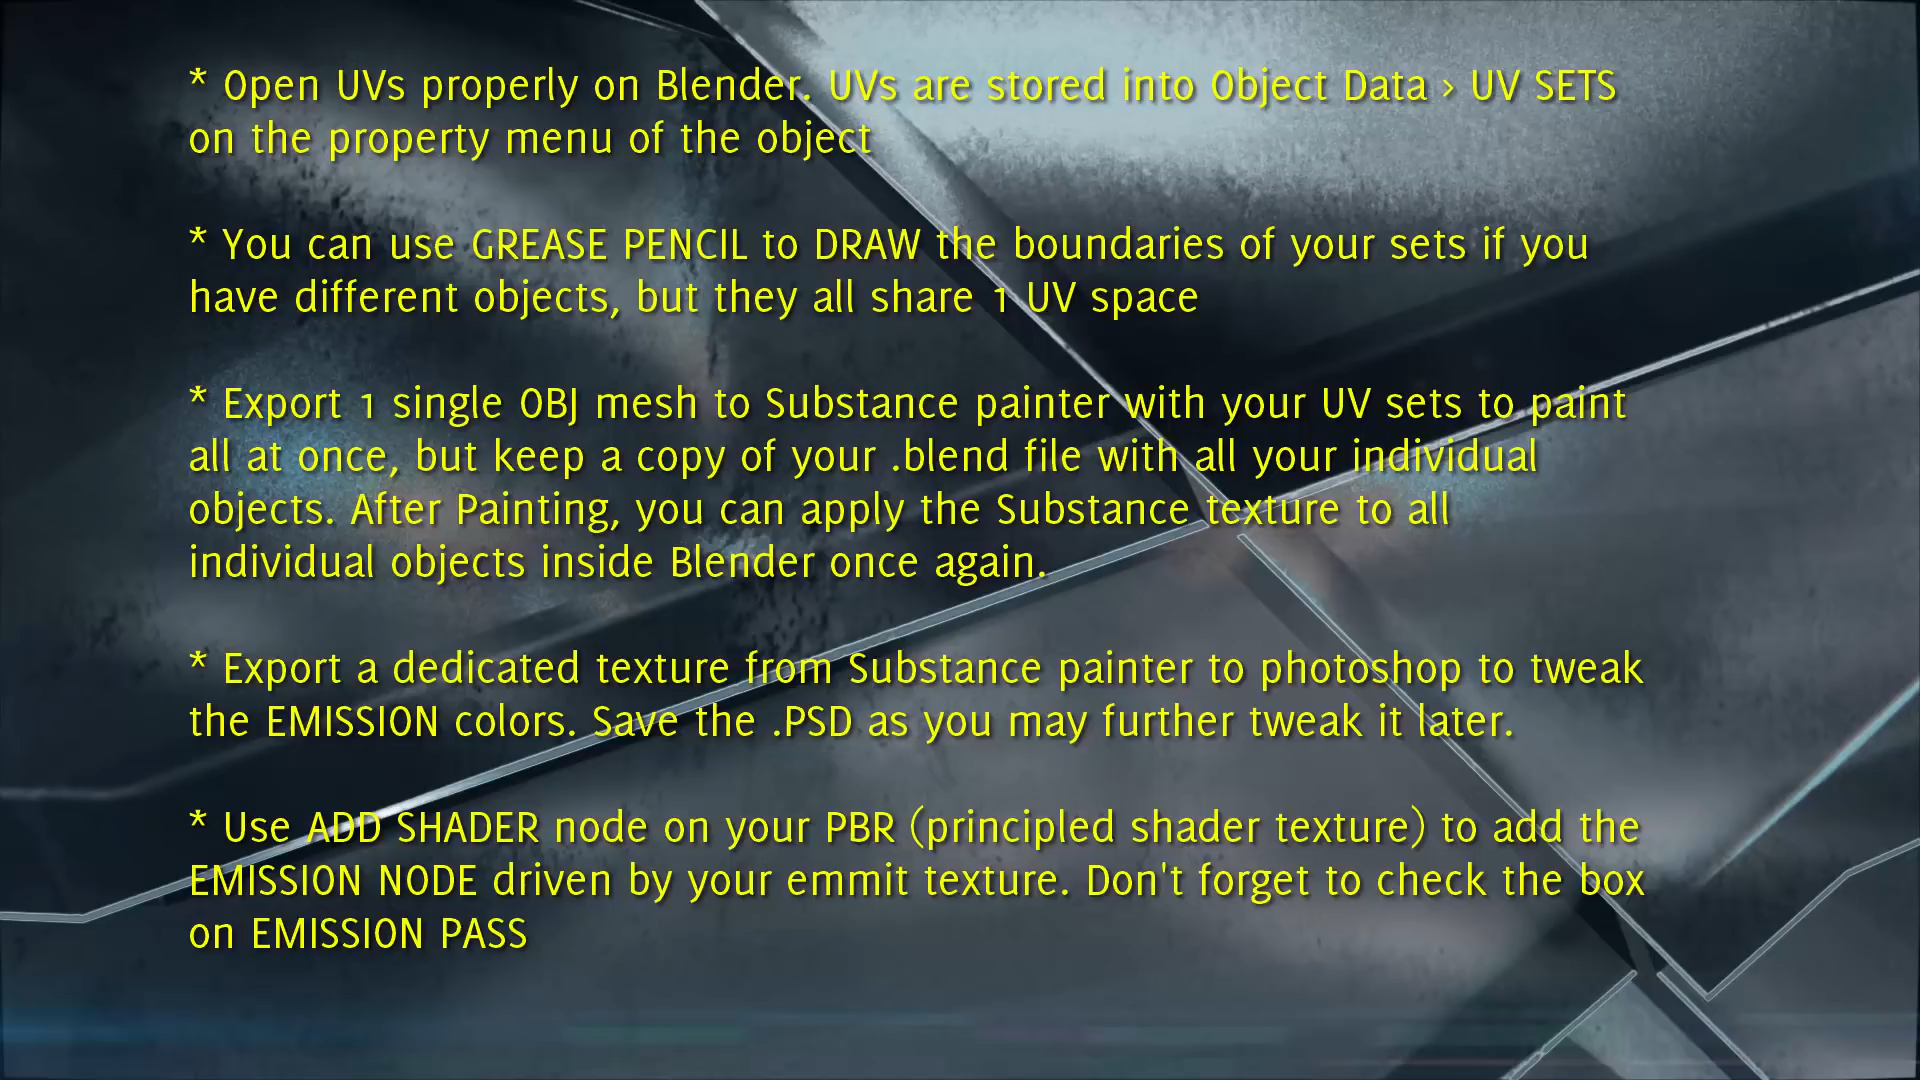 * Open UVs properly on Blender. UVs are stored into Object Data > UV SETS
on the property menu of the object
* You can use GREASE PENCIL to DRAW the boundaries of your sets if you
have different objects, but they all share 1 UV space
* Export 1 single OBJ mesh to Substance painter with your UV sets to paint
all at once, but keep a copy of your .blend file with all your individual
objects. After Painting, you can apply the Substance texture to all
individual objects inside Blender once again.
* Export a dedicated texture from Substance painter to photoshop to tweak
the EMISSION colors. Save the .PSD as you may further tweak it later.
* Use ADD SHADER node on your PBR (principled shader texture) to add the
EMISSION NODE driven by your emmit texture. Don't forget to check the box
on EMISSION PASS